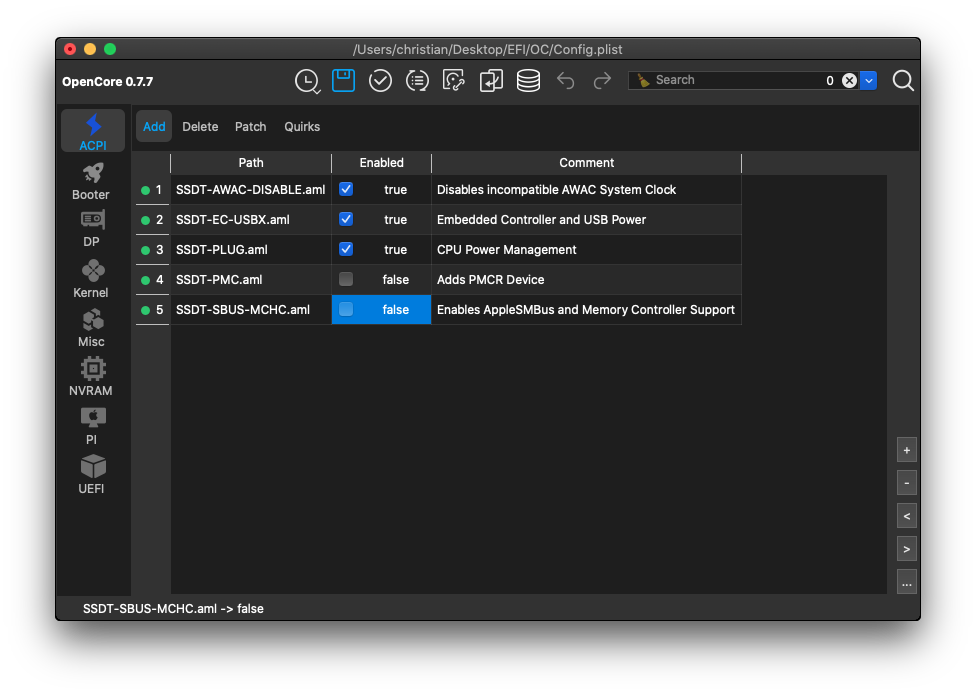 /Users/christian/Desktop/EFI/OC/Config.plist
OpenCore 0.7.7
Search 0
ACPI
Booter
DP
Kernel
Misc
NVRAM
PI
UEFI
Add Delete Patch Quirks
Path Enabled Comment
1 SSDT-AWAC-DISABLE.aml true Disables incompatible AWAC System Clock
2 SSDT-EC-USBX.aml true Embedded Controller and USB Power
3 SSDT-PLUG.aml true CPU Power Management
4 SSDT-PMC.aml false Adds PMCR Device
5 SSDT-SBUS-MCHC.aml false Enables AppleSMBus and Memory Controller Support
+
-
<
>
...
SSDT-SBUS-MCHC.aml -> false